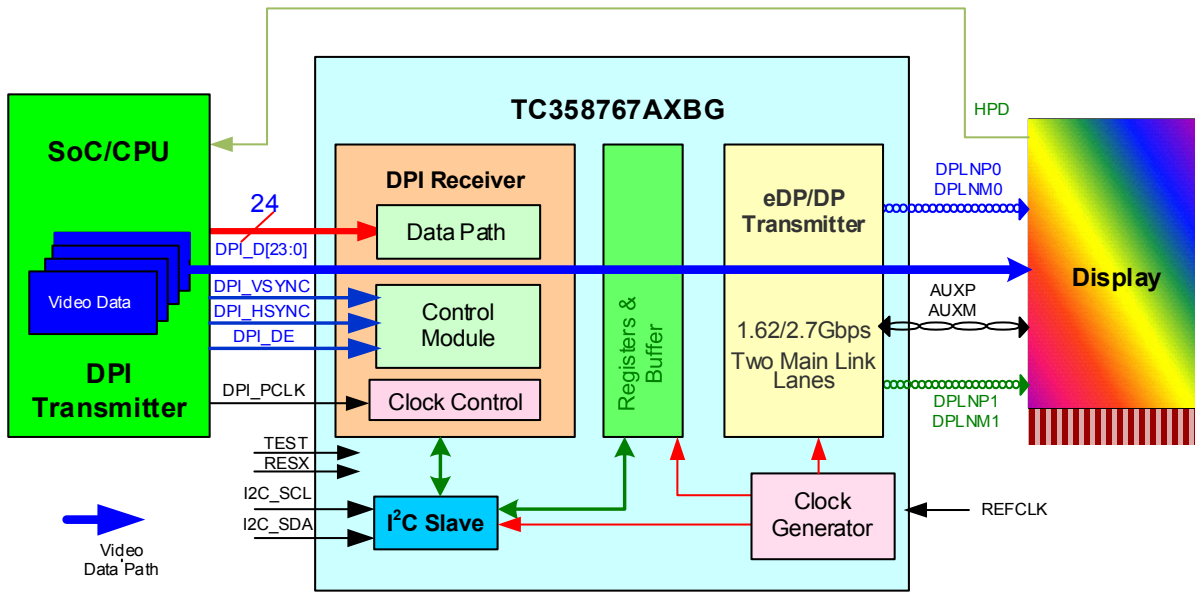 TC358767AXBG
HPD
SoC/CPU
24
DPI_D[23:0]
Video Data
DPI_VSYNC
DPI_HSYNC
DPI_DE
DPI
Transmitter
DPI_PCLK
DPI Receiver
Data Path
Control
Module
Clock Control
Registers &
Buffer
eDP/DP
Transmitter
1.62/2.7Gbps
Two Main Link
Lanes
DPLNP0
DPLNM0
Display
AUXP
AUXM
DPLNP1
DPLNM1
TEST
RESX
I2C_SCL
I2C_SDA
I²C Slave
Clock
Generator
REFCLK
Video
Data Path